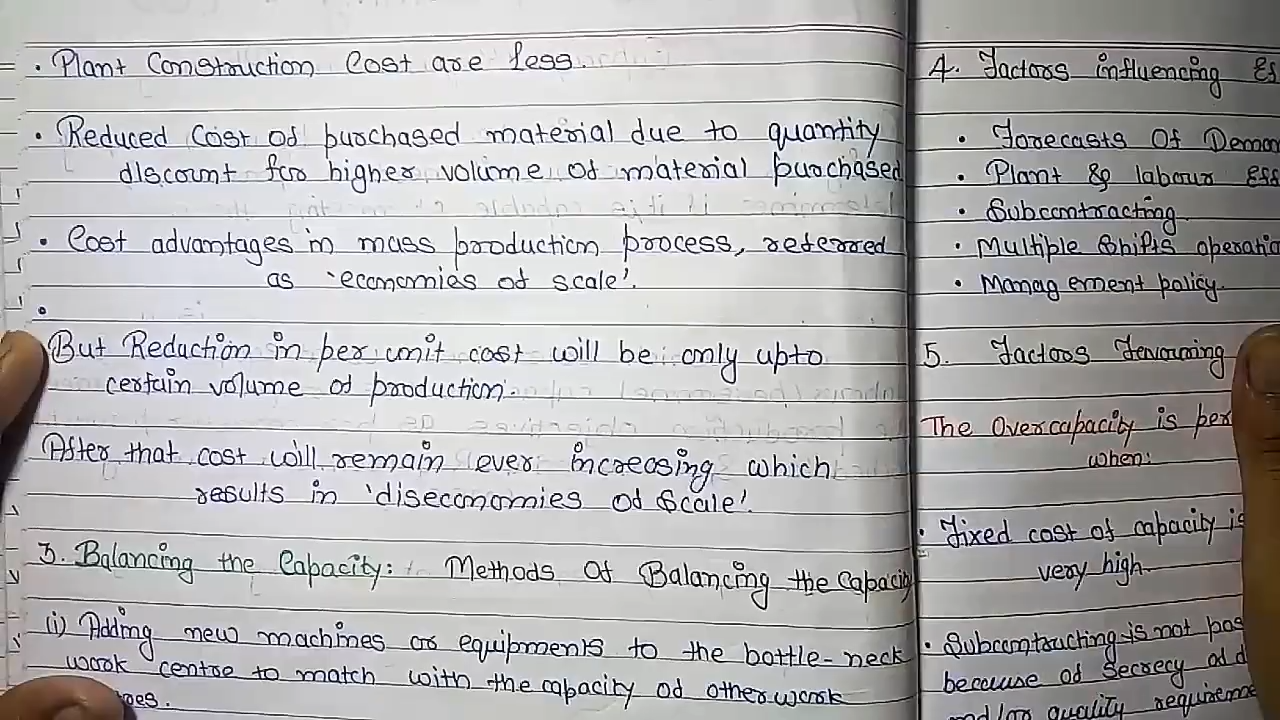 • Plant Construction Cost are less.
• Reduced Cost of purchased material due to quantity
discount for higher volume of material purchased
• Cost advantages in mass production process, referred
as 'economies of scale'.
•
But Reduction in per unit cost will be only upto
certain volume of production.
After that cost will remain ever increasing which
results in 'diseconomies of Scale'.
3. Balancing the Capacity: Methods Of Balancing the Capacity
(i) Adding new machines or equipments to the bottle-neck
work centre to match with the capacity of other work
4. Factors influencing
• Forecasts Of
• Plant & labour
• Subcontracting
• Multiple Shifts
• Management policy.
5. Factors
The Overcapacity is
when:
• Fixed cost of capacity is
very high.
• Subcontracting is not
because of Secrecy of
and/or quality